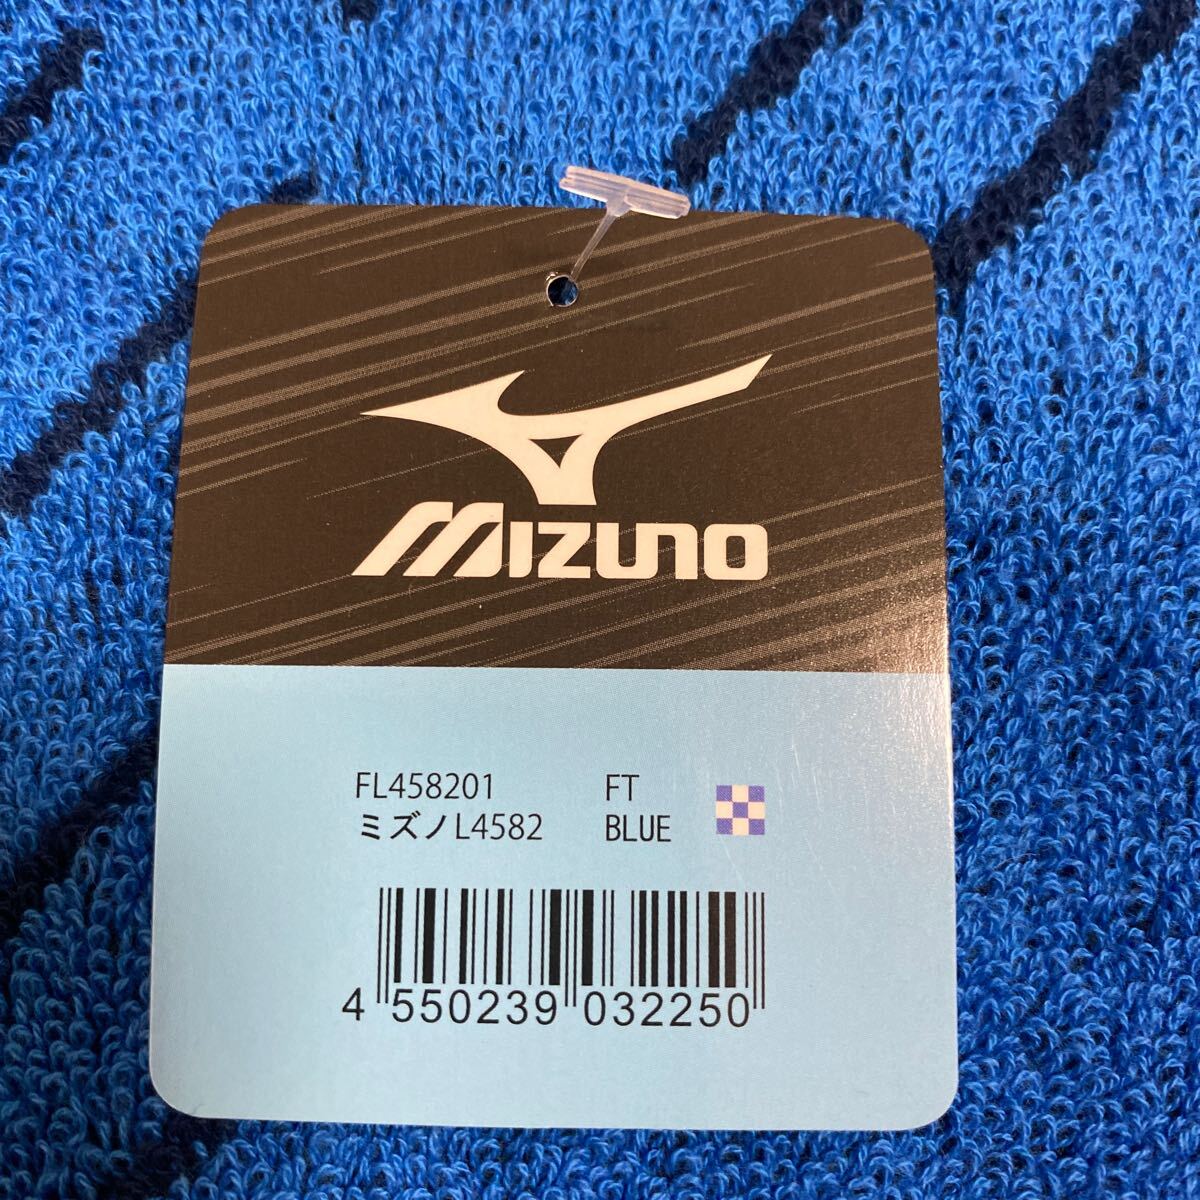 MIZUNO
FL458201 FT
ミズノL4582 BLUE
4 550239 032250